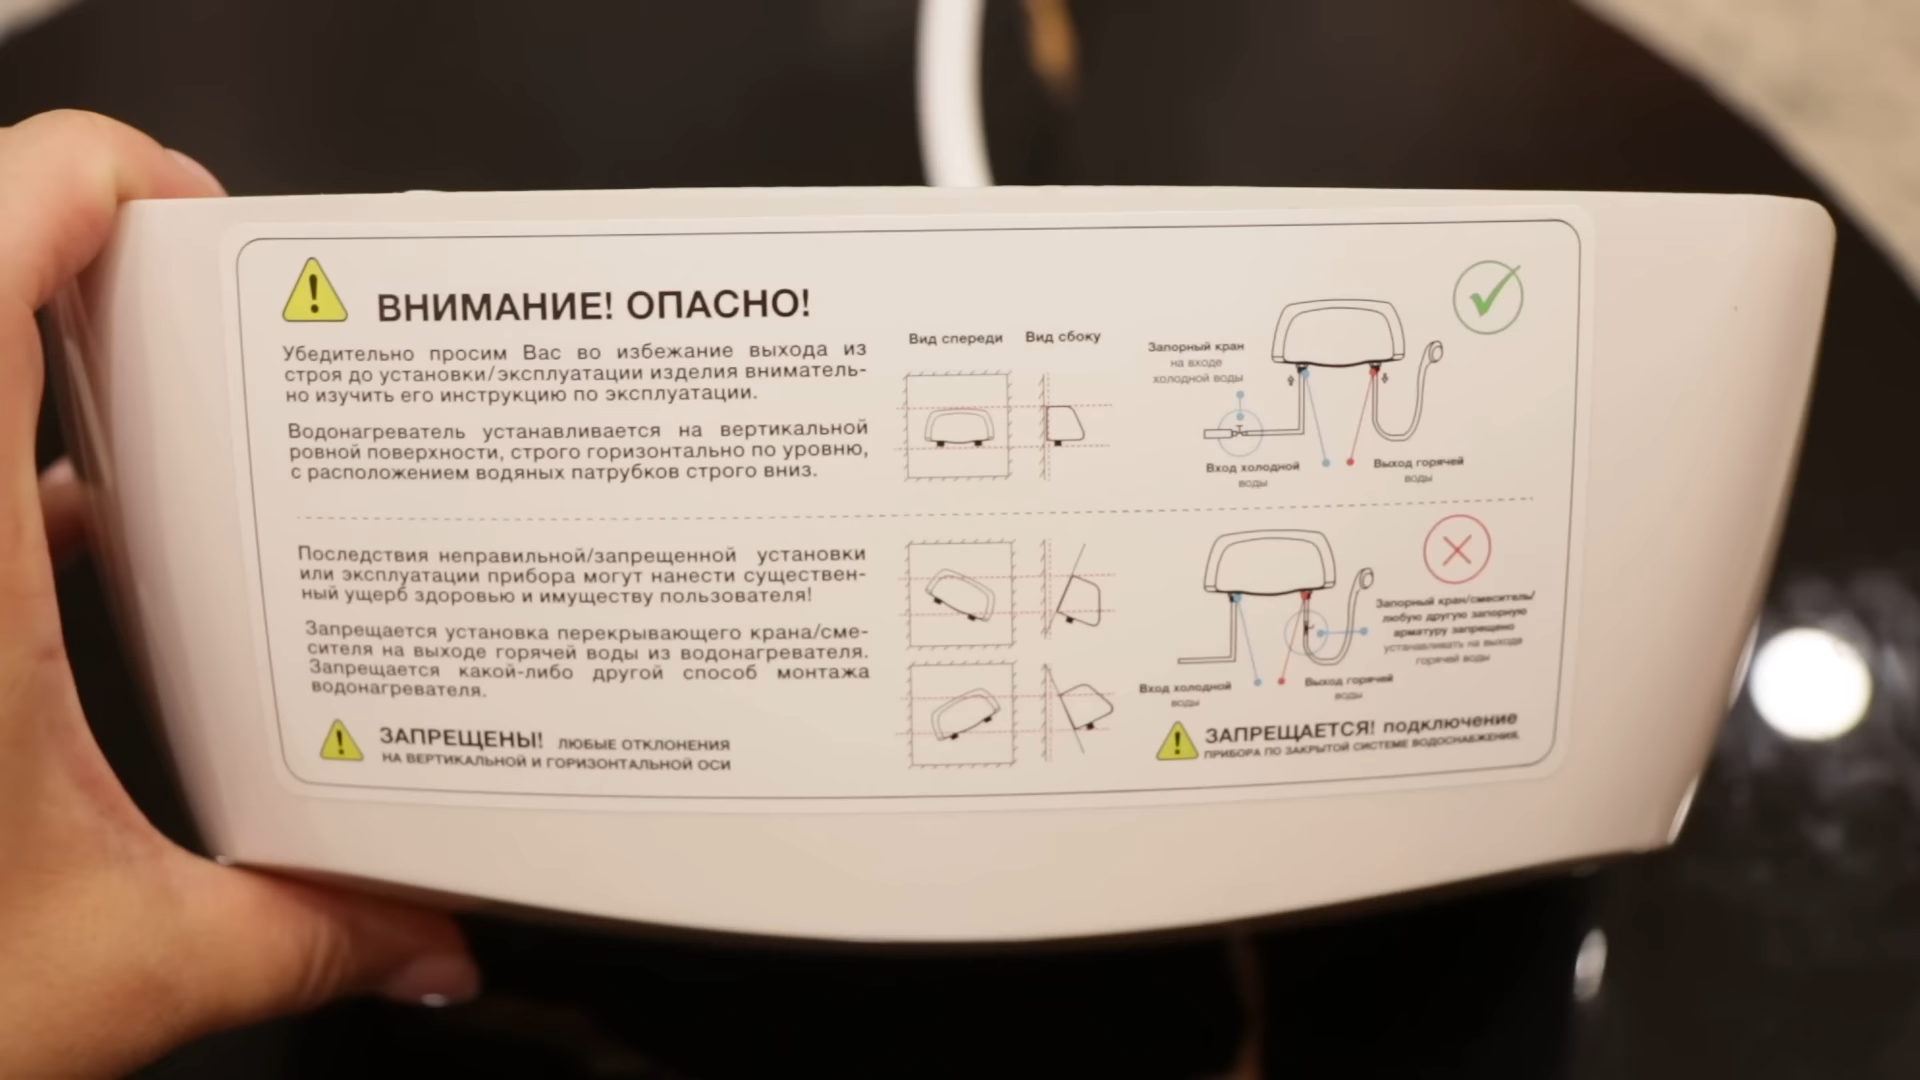 ВНИМАНИЕ! ОПАСНО!
Убедительно просим Вас во избежание выхода из
строя до установки/эксплуатации изделия вниматель-
но изучить его инструкцию по эксплуатации.
Водонагреватель устанавливается на вертикальной
ровной поверхности, строго горизонтально по уровню,
с расположением водяных патрубков строго вниз.
Вид спереди
Вид сбоку
Запорный кран
на входе
холодной воды
Вход холодной
воды
Выход горячей
воды
Последствия неправильной/запрещенной установки
или эксплуатации прибора могут нанести существен-
ный ущерб здоровью и имуществу пользователя!
Запрещается установка перекрывающего крана/сме-
сителя на выходе горячей воды из водонагревателя.
Запрещается какой-либо другой способ монтажа
водонагревателя.
ЗАПРЕЩЕНЫ! ЛЮБЫЕ ОТКЛОНЕНИЯ
НА ВЕРТИКАЛЬНОЙ И ГОРИЗОНТАЛЬНОЙ ОСИ
Запорный кран/смеситель/
любую другую запорную
арматуру запрещено
устанавливать на выходе
горячей воды
Вход холодной
воды
Выход горячей
воды
ЗАПРЕЩАЕТСЯ! подключение
ПРИБОРА ПО ЗАКРЫТОЙ СИСТЕМЕ ВОДОСНАБЖЕНИЯ.